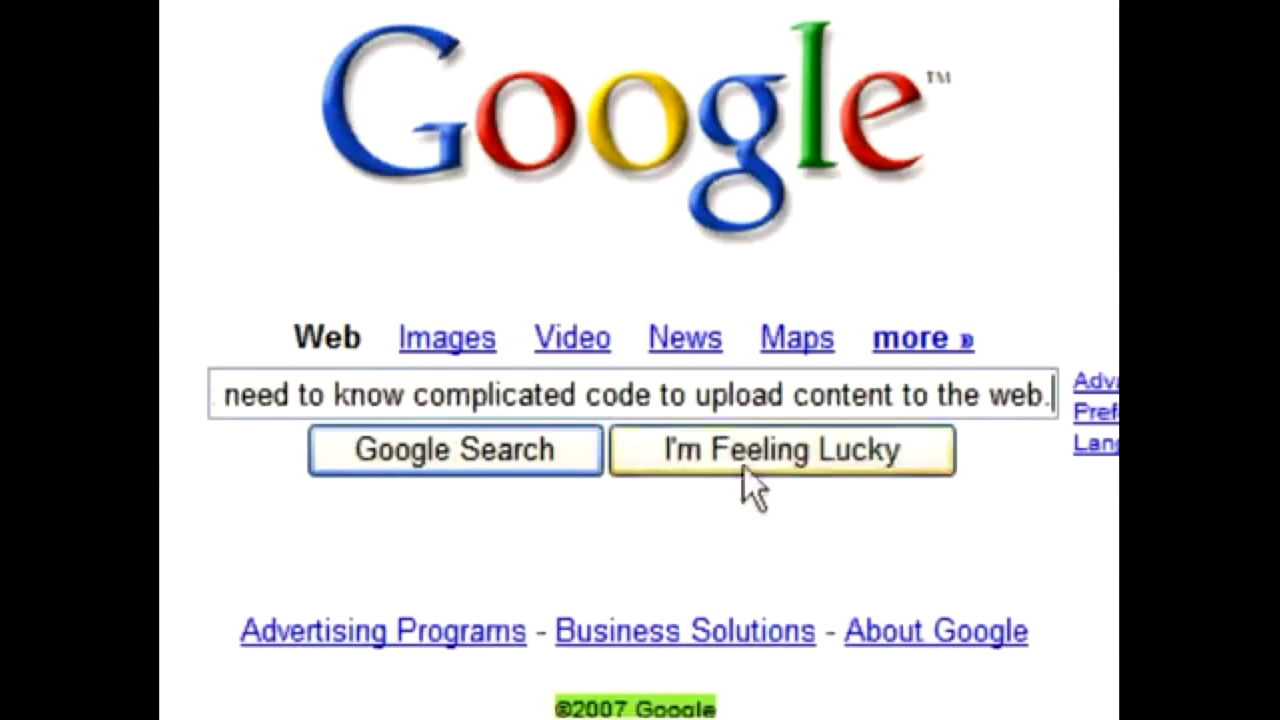 Google™
Web Images Video News Maps more »
need to know complicated code to upload content to the web.
Google Search I'm Feeling Lucky
Advertising Programs - Business Solutions - About Google
©2007 Google